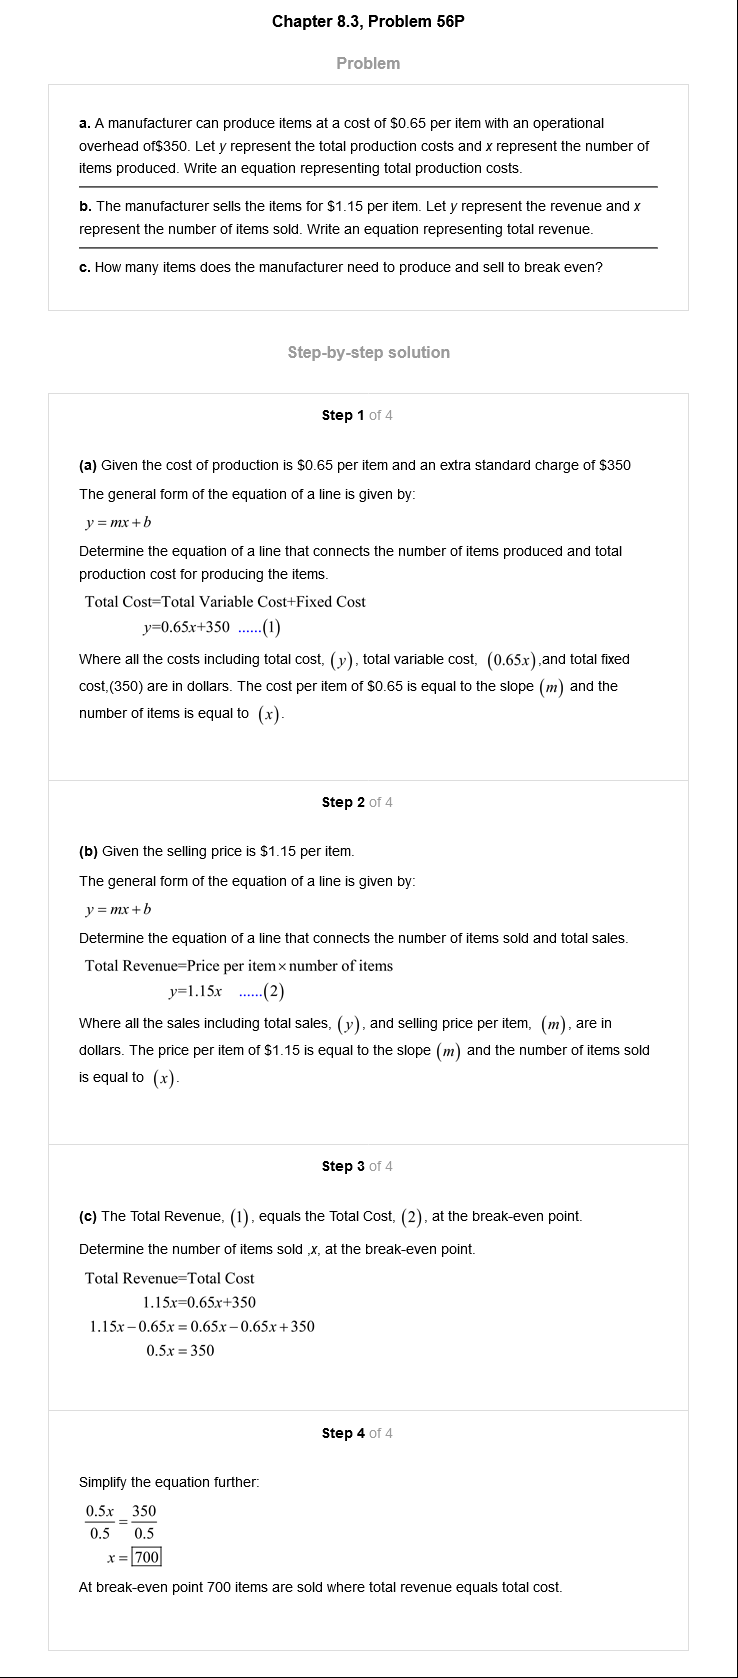 Chapter 8.3, Problem 56P
Problem
a. A manufacturer can produce items at a cost of $0.65 per item with an operational
overhead of$350. Let y represent the total production costs and x represent the number of
items produced. Write an equation representing total production costs.
b. The manufacturer sells the items for $1.15 per item. Let y represent the revenue and x
represent the number of items sold. Write an equation representing total revenue.
c. How many items does the manufacturer need to produce and sell to break even?
Step-by-step solution
Step 1 of 4
(a) Given the cost of production is $0.65 per item and an extra standard charge of $350
The general form of the equation of a line is given by:
y = mx + b
Determine the equation of a line that connects the number of items produced and total
production cost for producing the items.
Total Cost=Total Variable Cost+Fixed Cost
y=0.65x+350 ......(1)
Where all the costs including total cost, (y), total variable cost, (0.65x),and total fixed
cost,(350) are in dollars. The cost per item of $0.65 is equal to the slope (m) and the
number of items is equal to (x).
Step 2 of 4
(b) Given the selling price is $1.15 per item.
The general form of the equation of a line is given by:
y = mx + b
Determine the equation of a line that connects the number of items sold and total sales.
Total Revenue=Price per item × number of items
y=1.15x ......(2)
Where all the sales including total sales, (y), and selling price per item, (m), are in
dollars. The price per item of $1.15 is equal to the slope (m) and the number of items sold
is equal to (x).
Step 3 of 4
(c) The Total Revenue, (1), equals the Total Cost, (2), at the break-even point.
Determine the number of items sold ,x, at the break-even point.
Total Revenue=Total Cost
1.15x=0.65x+350
1.15x − 0.65x = 0.65x − 0.65x + 350
0.5x = 350
Step 4 of 4
Simplify the equation further:
0.5x/0.5 = 350/0.5
x = 700
At break-even point 700 items are sold where total revenue equals total cost.